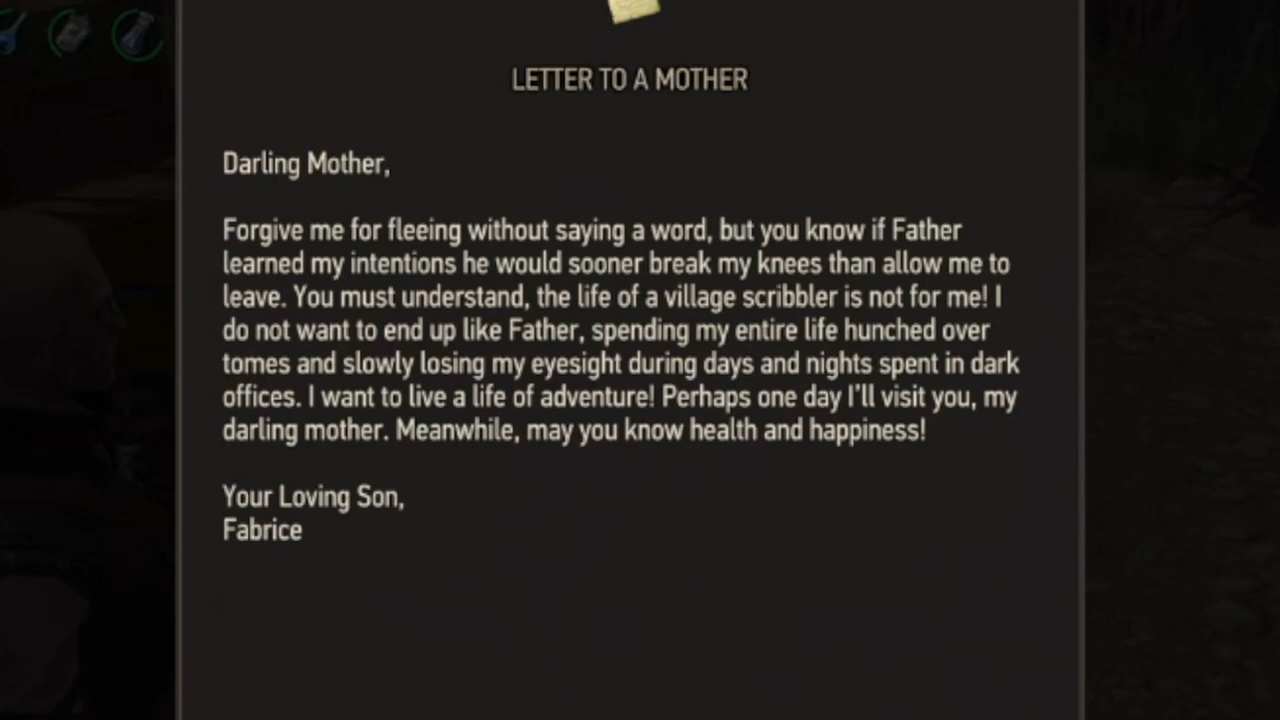 LETTER TO A MOTHER
Darling Mother,
Forgive me for fleeing without saying a word, but you know if Father
learned my intentions he would sooner break my knees than allow me to
leave. You must understand, the life of a village scribbler is not for me! I
do not want to end up like Father, spending my entire life hunched over
tomes and slowly losing my eyesight during days and nights spent in dark
offices. I want to live a life of adventure! Perhaps one day I'll visit you, my
darling mother. Meanwhile, may you know health and happiness!
Your Loving Son,
Fabrice